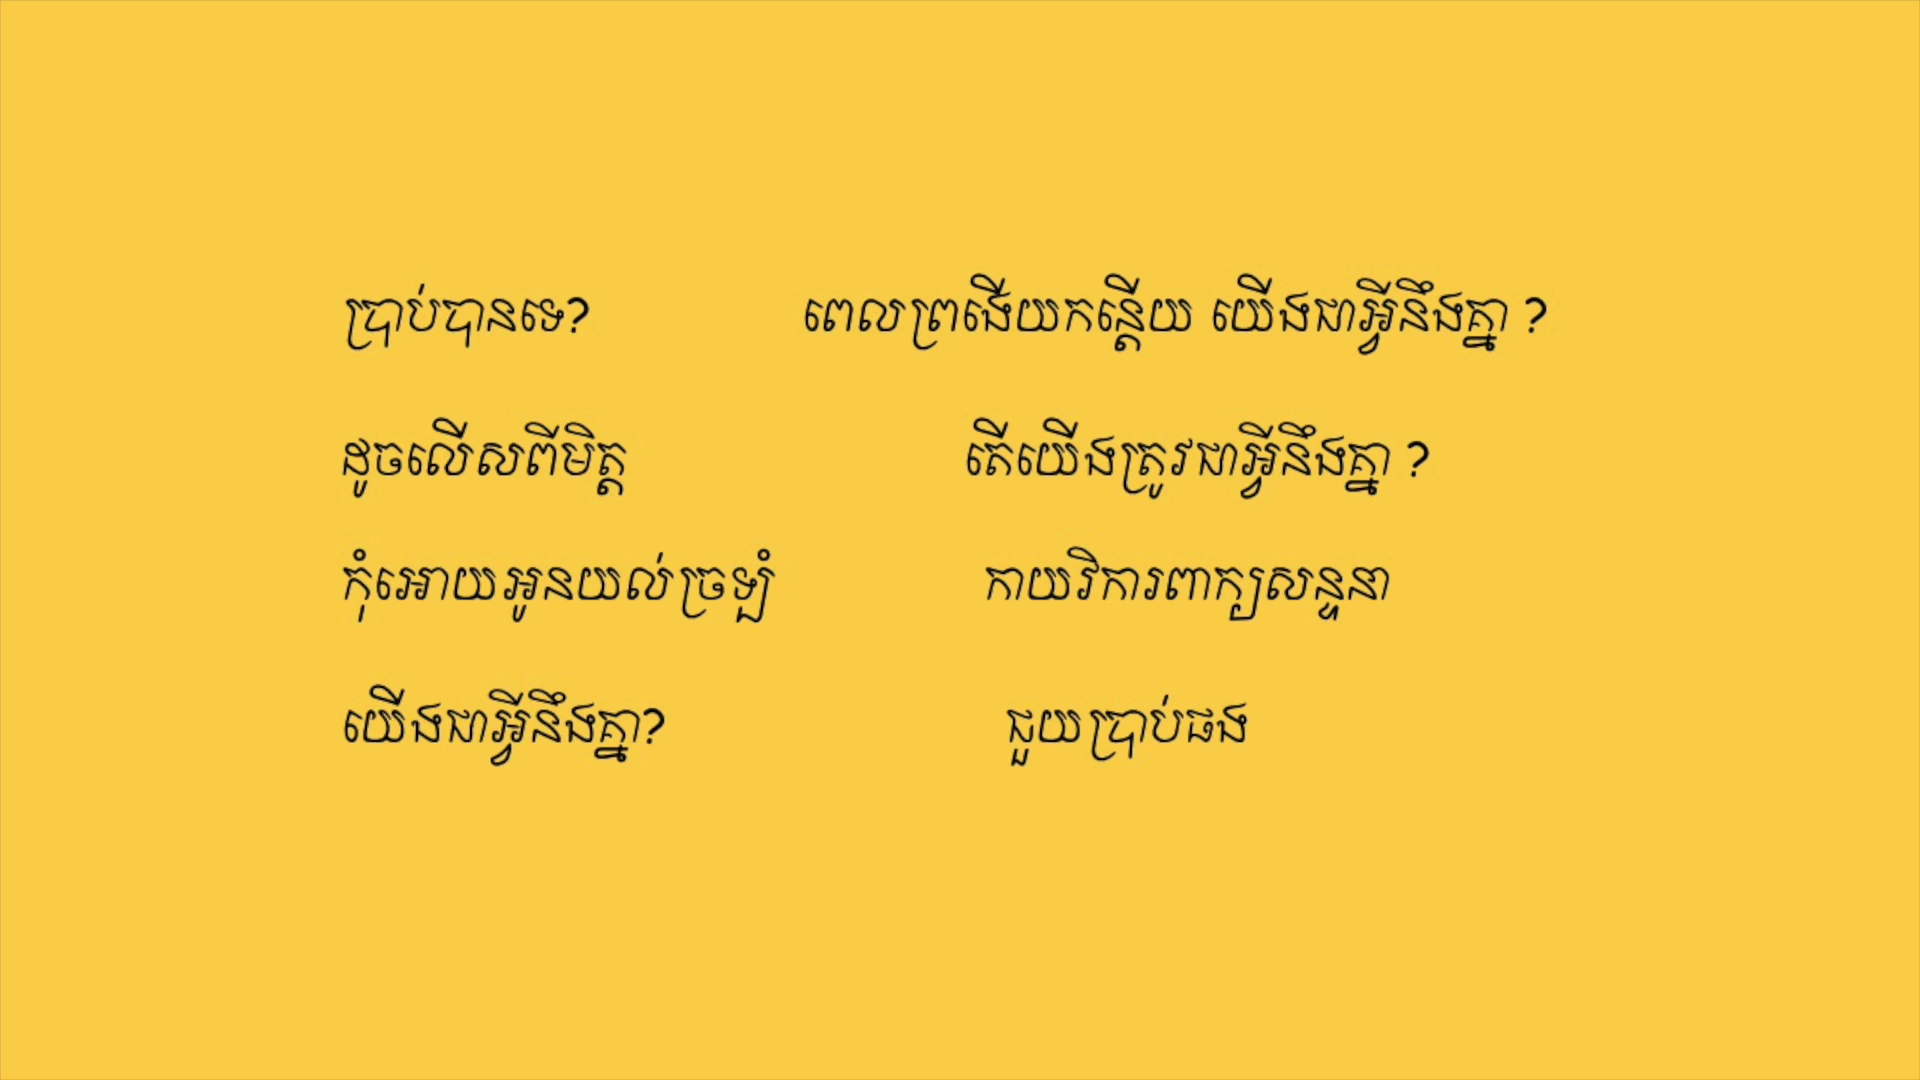 ប្រាប់បានទេ? ពេលព្រងើយកន្តើយ យើងជាអ្វីនឹងគ្នា ?
ដូចលើសពីមិត្ត តើយើងត្រូវជាអ្វីនឹងគ្នា ?
កុំអោយអូនយល់ច្រឡំ កាយវិការពាក្យសន្ទនា
យើងជាអ្វីនឹងគ្នា? ជួយប្រាប់ផង